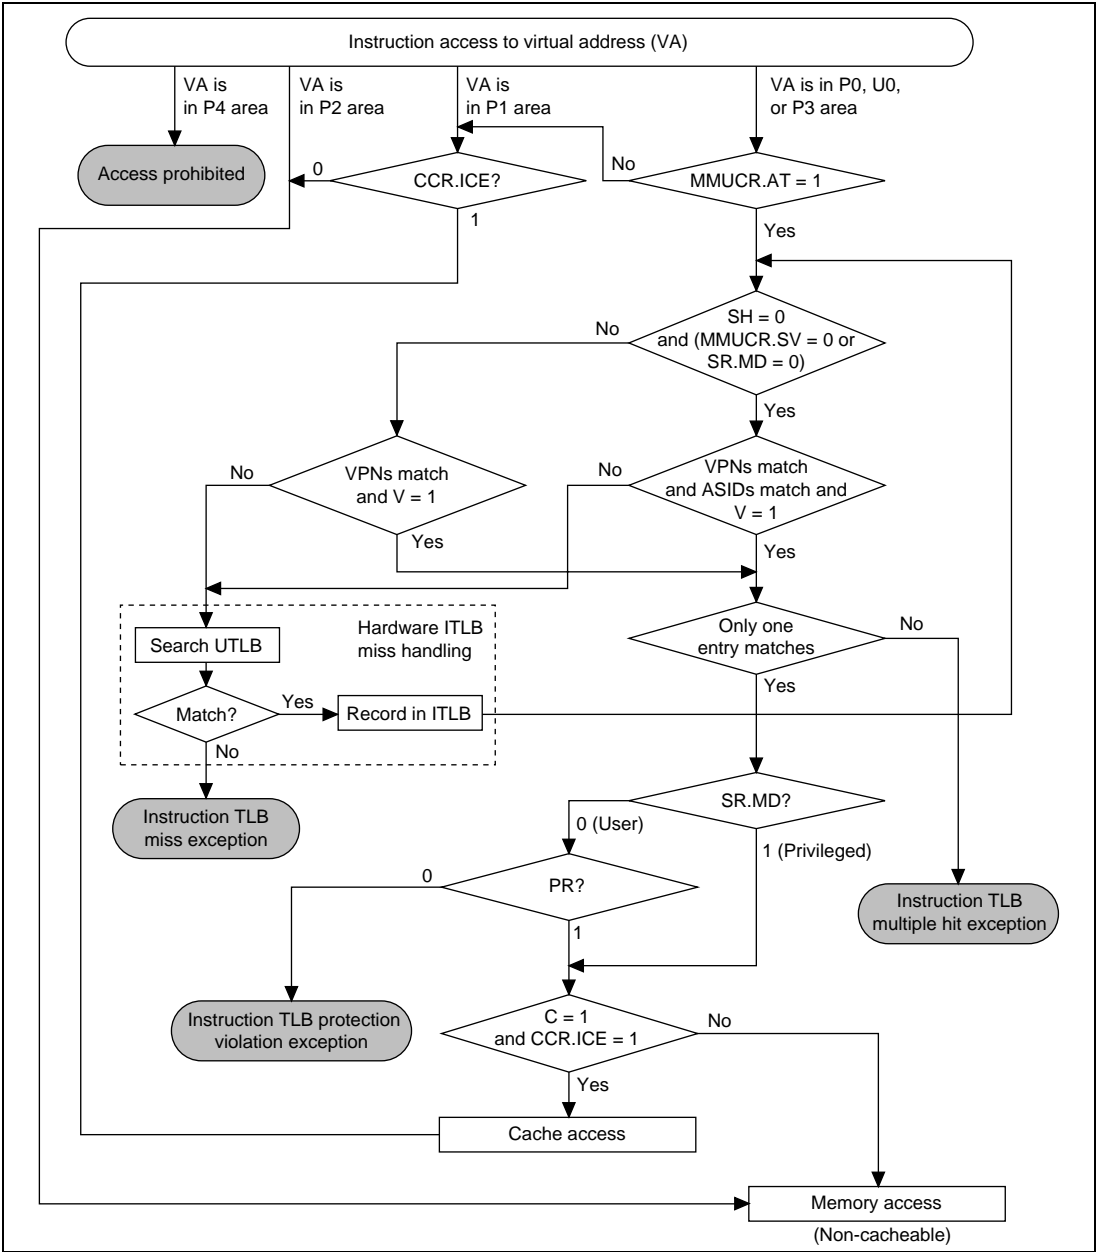 Instruction access to virtual address (VA)
VA is
in P4 area
VA is
in P2 area
VA is
in P1 area
VA is in P0, U0,
or P3 area
Access prohibited
0
CCR.ICE?
No
MMUCR.AT = 1
1
Yes
SH = 0
and (MMUCR.SV = 0 or
SR.MD = 0)
No
Yes
No
VPNs match
and V = 1
No
VPNs match
and ASIDs match and
V = 1
Yes
Yes
Search UTLB
Hardware ITLB
miss handling
Only one
entry matches
No
Yes
Match?
Yes
Record in ITLB
No
Instruction TLB
miss exception
SR.MD?
0 (User)
1 (Privileged)
0
PR?
1
Instruction TLB
multiple hit exception
Instruction TLB protection
violation exception
C = 1
and CCR.ICE = 1
No
Yes
Cache access
Memory access
(Non-cacheable)